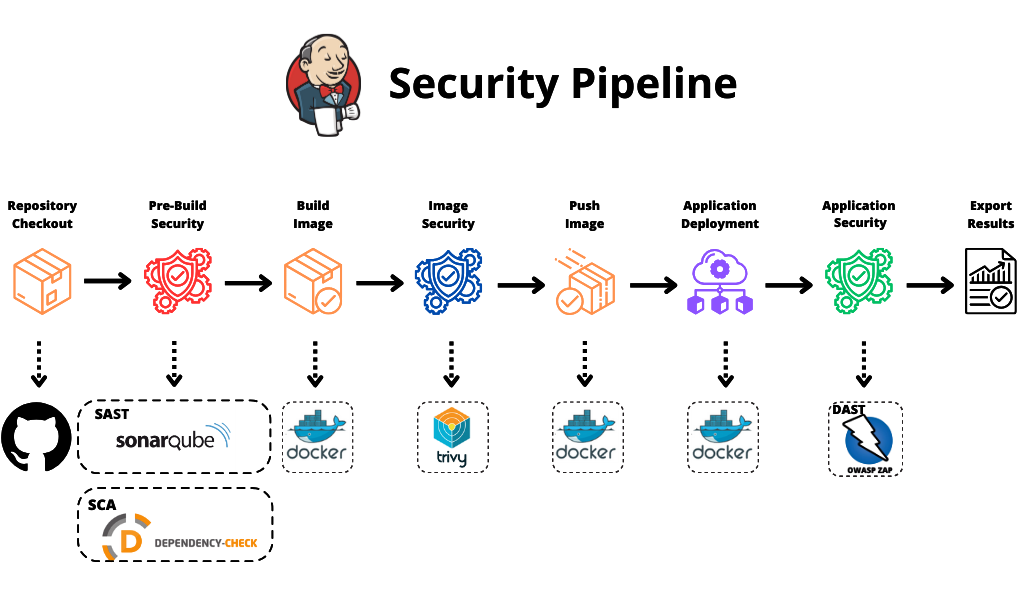 Security Pipeline
Repository
Checkout
Pre-Build
Security
Build
Image
Image
Security
Push
Image
Application
Deployment
Application
Security
Export
Results
SAST
sonarqube
docker
trivy
docker
docker
DAST
OWASP ZAP
SCA
D
DEPENDENCY-CHECK